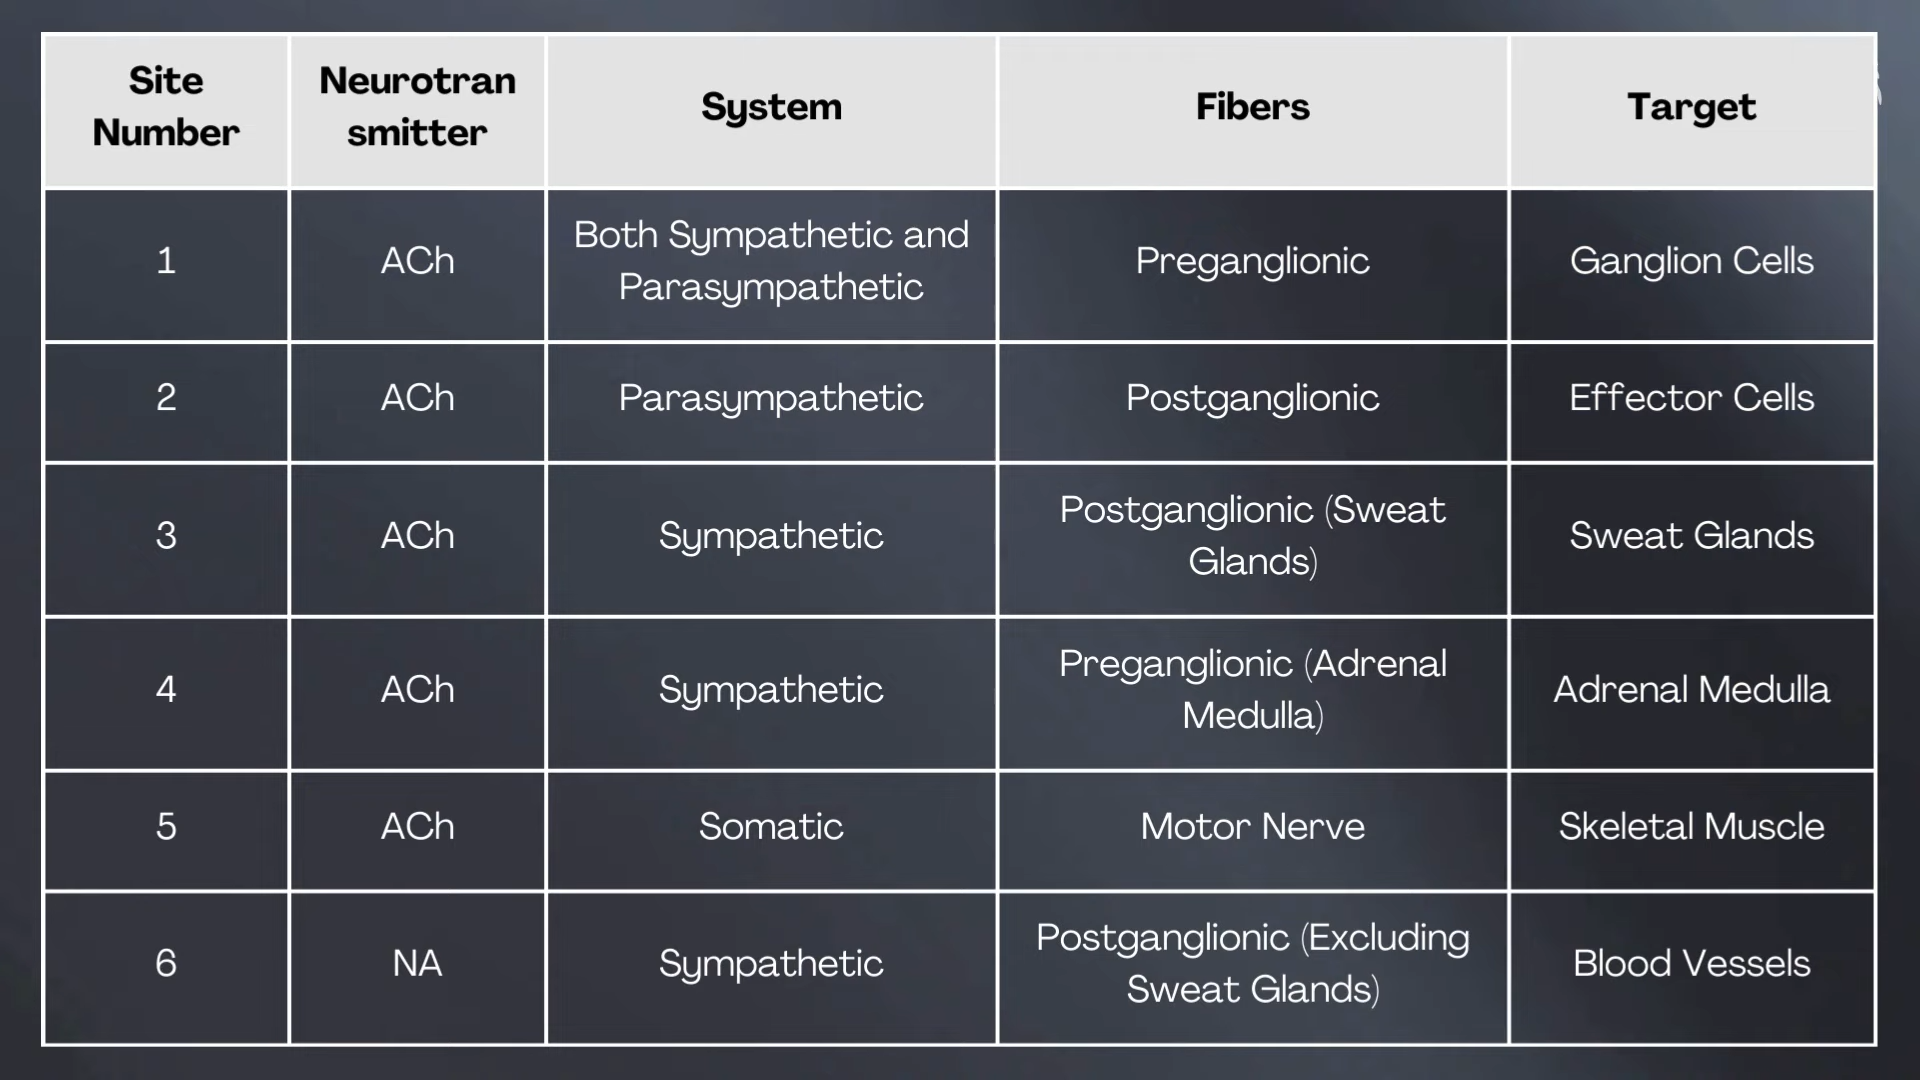 Site
Number
Neurotran
smitter
System
Fibers
Target
1
ACh
Both Sympathetic and
Parasympathetic
Preganglionic
Ganglion Cells
2
ACh
Parasympathetic
Postganglionic
Effector Cells
3
ACh
Sympathetic
Postganglionic (Sweat
Glands)
Sweat Glands
4
ACh
Sympathetic
Preganglionic (Adrenal
Medulla)
Adrenal Medulla
5
ACh
Somatic
Motor Nerve
Skeletal Muscle
6
NA
Sympathetic
Postganglionic (Excluding
Sweat Glands)
Blood Vessels